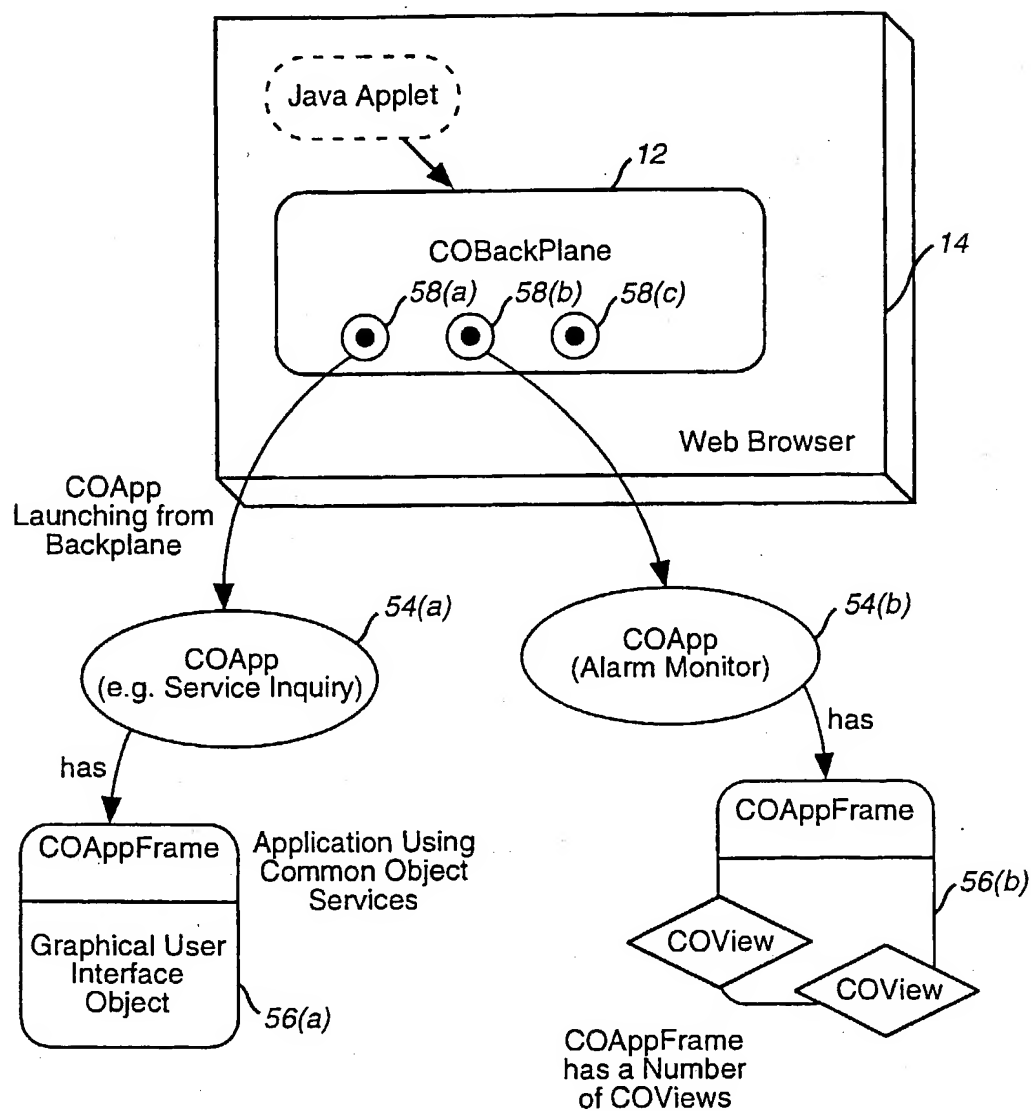 Java Applet
12
COBackPlane
14
58(a)
58(b)
58(c)
Web Browser
COApp
Launching from
Backplane
54(a)
COApp
(e.g. Service Inquiry)
54(b)
COApp
(Alarm Monitor)
has
has
COAppFrame
Graphical User
Interface
Object
56(a)
Application Using
Common Object
Services
COAppFrame
56(b)
COView
COView
COAppFrame
has a Number
of COViews